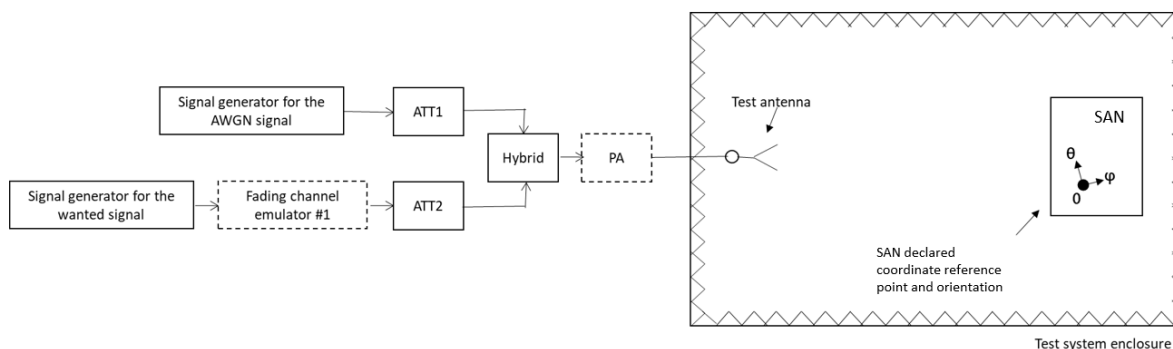 Signal generator for the
AWGN signal
ATT1
Hybrid
PA
Signal generator for the
wanted signal
Fading channel
emulator #1
ATT2
Test antenna
SAN
θ
φ
0
SAN declared
coordinate reference
point and orientation
Test system enclosure